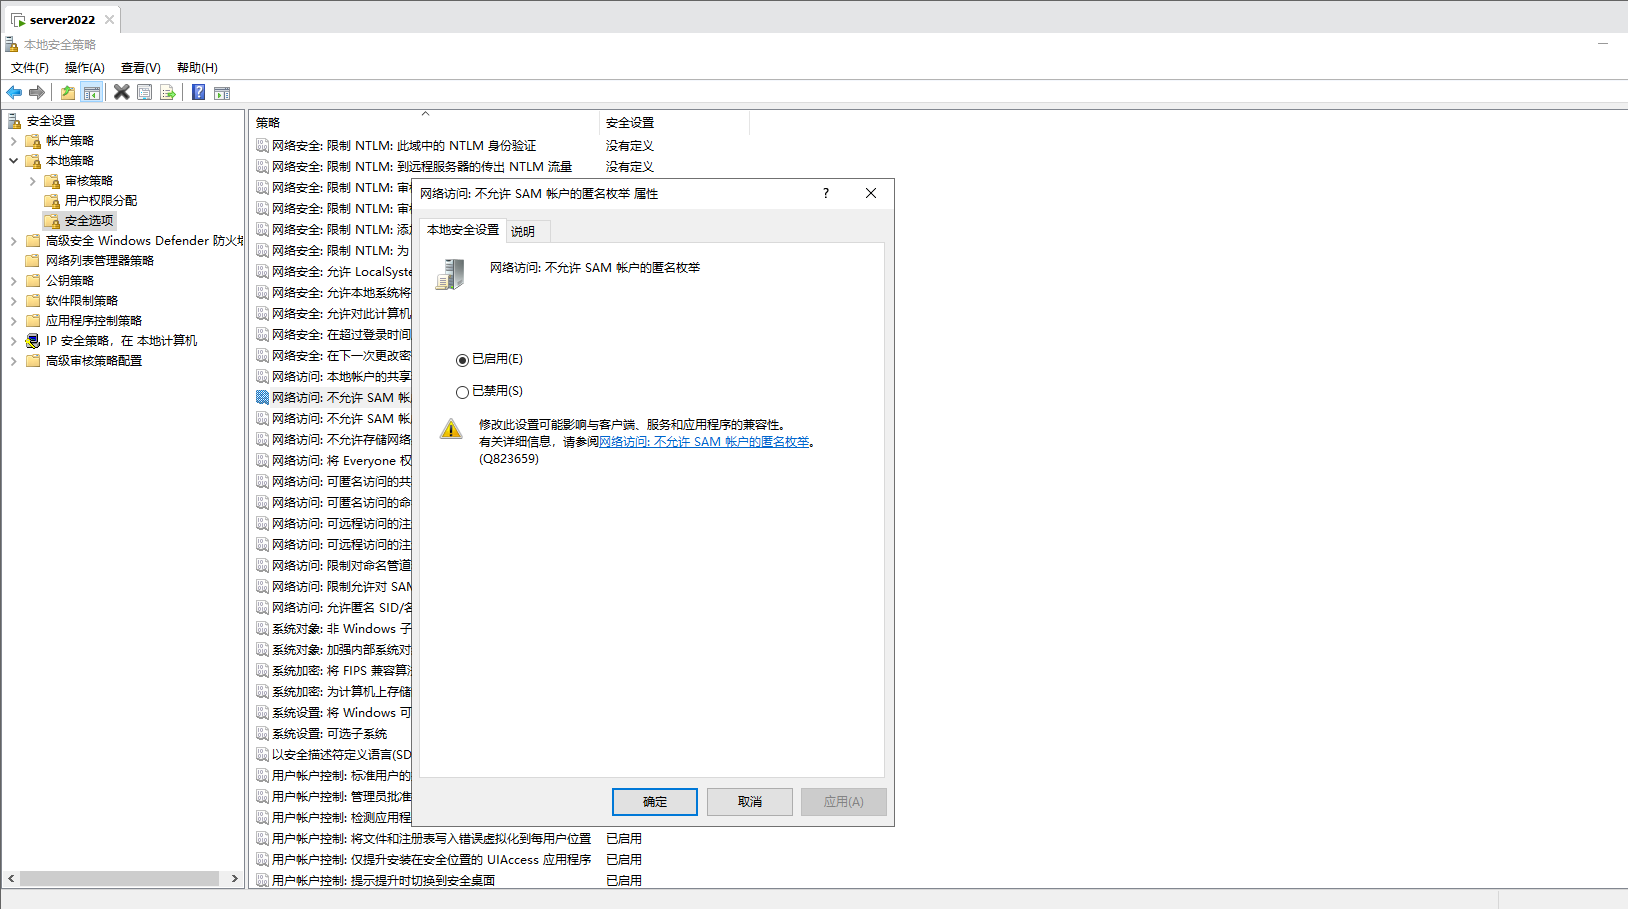 server2022
本地安全策略
文件(F) 操作(A) 查看(V) 帮助(H)
安全设置
帐户策略
本地策略
审核策略
用户权限分配
安全选项
高级安全 Windows Defender 防火墙
网络列表管理器策略
公钥策略
软件限制策略
应用程序控制策略
IP 安全策略，在 本地计算机
高级审核策略配置
策略 安全设置
网络安全: 限制 NTLM: 此域中的 NTLM 身份验证 没有定义
网络安全: 限制 NTLM: 到远程服务器的传出 NTLM 流量 没有定义
网络安全: 限制 NTLM: 审
网络安全: 限制 NTLM: 审
网络安全: 限制 NTLM: 添
网络安全: 限制 NTLM: 为
网络安全: 允许 LocalSyste
网络安全: 允许本地系统将
网络安全: 允许对此计算机
网络安全: 在超过登录时间
网络安全: 在下一次更改密
网络访问: 本地帐户的共享
网络访问: 不允许 SAM 帐
网络访问: 不允许 SAM 帐
网络访问: 不允许存储网络
网络访问: 将 Everyone 权
网络访问: 可匿名访问的共
网络访问: 可匿名访问的命
网络访问: 可远程访问的注
网络访问: 可远程访问的注
网络访问: 限制对命名管道
网络访问: 限制允许对 SAM
网络访问: 允许匿名 SID/名
系统对象: 非 Windows 子
系统对象: 加强内部系统对
系统加密: 将 FIPS 兼容算法
系统加密: 为计算机上存储
系统设置: 将 Windows 可
系统设置: 可选子系统
以安全描述符定义语言(SD
用户帐户控制: 标准用户的
用户帐户控制: 管理员批准
用户帐户控制: 检测应用程
用户帐户控制: 将文件和注册表写入错误虚拟化到每用户位置 已启用
用户帐户控制: 仅提升安装在安全位置的 UIAccess 应用程序 已启用
用户帐户控制: 提示提升时切换到安全桌面 已启用
网络访问: 不允许 SAM 帐户的匿名枚举 属性 ?
本地安全设置 说明
网络访问: 不允许 SAM 帐户的匿名枚举
已启用(E)
已禁用(S)
修改此设置可能影响与客户端、服务和应用程序的兼容性。
有关详细信息，请参阅网络访问: 不允许 SAM 帐户的匿名枚举。
(Q823659)
确定 取消 应用(A)